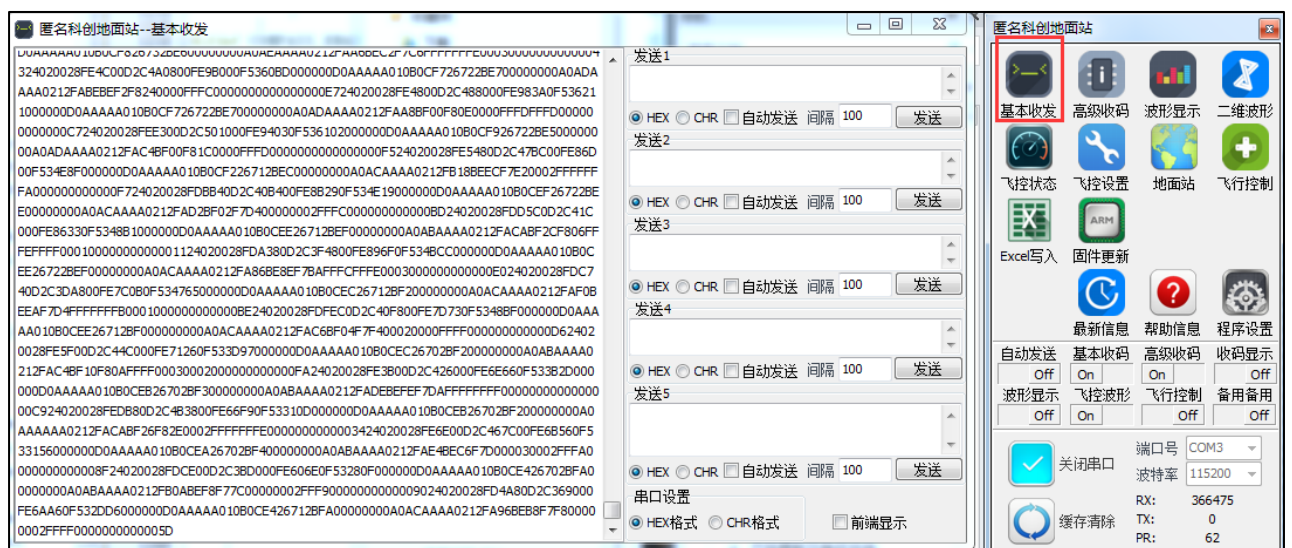 匿名科创地面站--基本收发
D0AAAAA010B0CF826732BE600000000A0AEAAAA0212FAA6BEC2F7C6FFFFFFFE00030000000000004
324020028FE4C00D2C4A0800FE9B000F5360BD000000D0AAAAA010B0CF726722BE700000000A0ADA
AAA0212FABEBEF2F8240000FFFC0000000000000000E724020028FE4800D2C488000FE983A0F53621
1000000D0AAAAA010B0CF726722BE700000000A0ADAAAAA0212FAA8BF00F80E0000FFFDFFFD00000
0000000C724020028FEE300D2C501000FE94030F536102000000D0AAAAA010B0CF926722BE5000000
00A0ADAAAA0212FAC4BF00F81C0000FFFD0000000000000000F524020028FE5480D2C47BC00FE86D
00F534E8F000000D0AAAAA010B0CF226712BEC00000000A0ACAAAA0212FB18BEECF7E20002FFFFFF
FA000000000000F724020028FDBB40D2C40B400FE8B290F534E19000000D0AAAAA010B0CEF26722BE
E00000000A0ACAAAA0212FAD2BF02F7D400000002FFFC000000000000BD24020028FDD5C0D2C41C
000FE86330F5348B1000000D0AAAAA010B0CEE26712BEF00000000A0ABAAAA0212FACABF2CF806FF
FEFFFF00010000000000001124020028FDA380D2C3F4800FE896F0F534BCC000000D0AAAAA010B0C
EE26722BEF00000000A0ACAAAA0212FA86BE8EF7BAFFFCFFFE0003000000000000E024020028FDC7
40D2C3DA800FE7C0B0F53476500000D0AAAAA010B0CEC26712BF200000000A0ACAAAA0212FAF0B
EEAF7D4FFFFFFFB0001000000000000BE24020028FDFEC0D2C40F800FE7D730F5348BF000000D0AAA
AA010B0CEE26712BF000000000A0ACAAAA0212FAC6BF04F7F400020000FFFF000000000000D62402
0028FE5F00D2C44C000FE71260F533D97000000D0AAAAA010B0CEC26702BF200000000A0ABAAAA0
212FAC4BF10F80AFFFF00030002000000000000FA24020028FE3B00D2C426000FE6E660F533B2D000
000D0AAAAA010B0CEB26702BF300000000A0ABAAAA0212FADEBEFEF7DAFFFFFFFF00000000000000
00C924020028FEDB80D2C4B3800FE66F90F53310D000000D0AAAAA010B0CEB26702BF200000000A0
AAAAAA0212FACABF26F82E0002FFFFFFFE0000000000003424020028FE6E00D2C467C00FE6B560F5
33156000000D0AAAAA010B0CEA26702BF400000000A0ABAAAA0212FAE4BEC6F7D000030002FFFA0
000000000008F24020028FDCE00D2C3BD000FE606E0F53280F000000D0AAAAA010B0CE426702BFA0
0000000A0ABAAAA0212FB0ABEF8F77C00000002FFF9000000000009024020028FD4A80D2C369000
FE6AA60F532DD6000000D0AAAAA010B0CE426712BFA00000000A0ACAAAA0212FA96BEB8F7F80000
0002FFFF0000000000005D
发送1
HEX CHR 自动发送 间隔 100 发送
发送2
HEX CHR 自动发送 间隔 100 发送
发送3
HEX CHR 自动发送 间隔 100 发送
发送4
HEX CHR 自动发送 间隔 100 发送
发送5
HEX CHR 自动发送 间隔 100 发送
串口设置
HEX格式 CHR格式 前端显示
匿名科创地面站
基本收发 高级收码 波形显示 二维波形
飞控状态 飞控设置 地面站 飞行控制
ARM
Excel写入 固件更新
最新信息 帮助信息 程序设置
自动发送 基本收码 高级收码 收码显示
Off On On Off
波形显示 飞控波形 飞行控制 备用备用
Off On Off Off
关闭串口
端口号 COM3
波特率 115200
缓存清除
RX: 366475
TX: 0
PR: 62